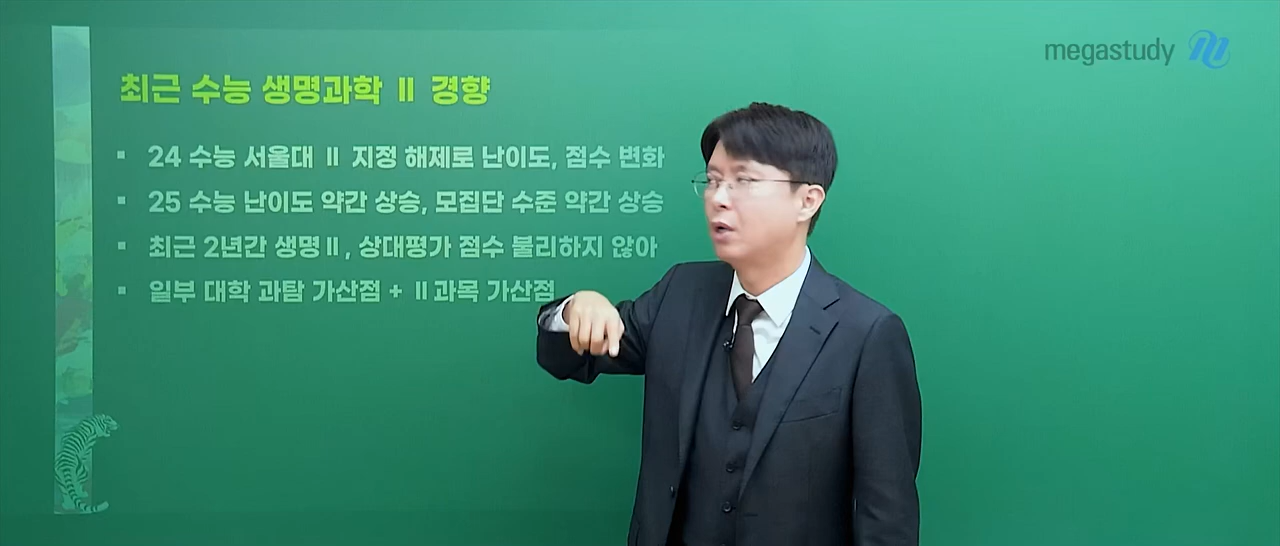 megastudy
최근 수능 생명과학 Ⅱ 경향
▪ 24 수능 서울대 Ⅱ 지정 해제로 난이도, 점수 변화
▪ 25 수능 난이도 약간 상승, 모집단 수준 약간 상승
▪ 최근 2년간 생명Ⅱ, 상대평가 점수 불리하지 않아
▪ 일부 대학 과탐 가산점 + Ⅱ과목 가산점